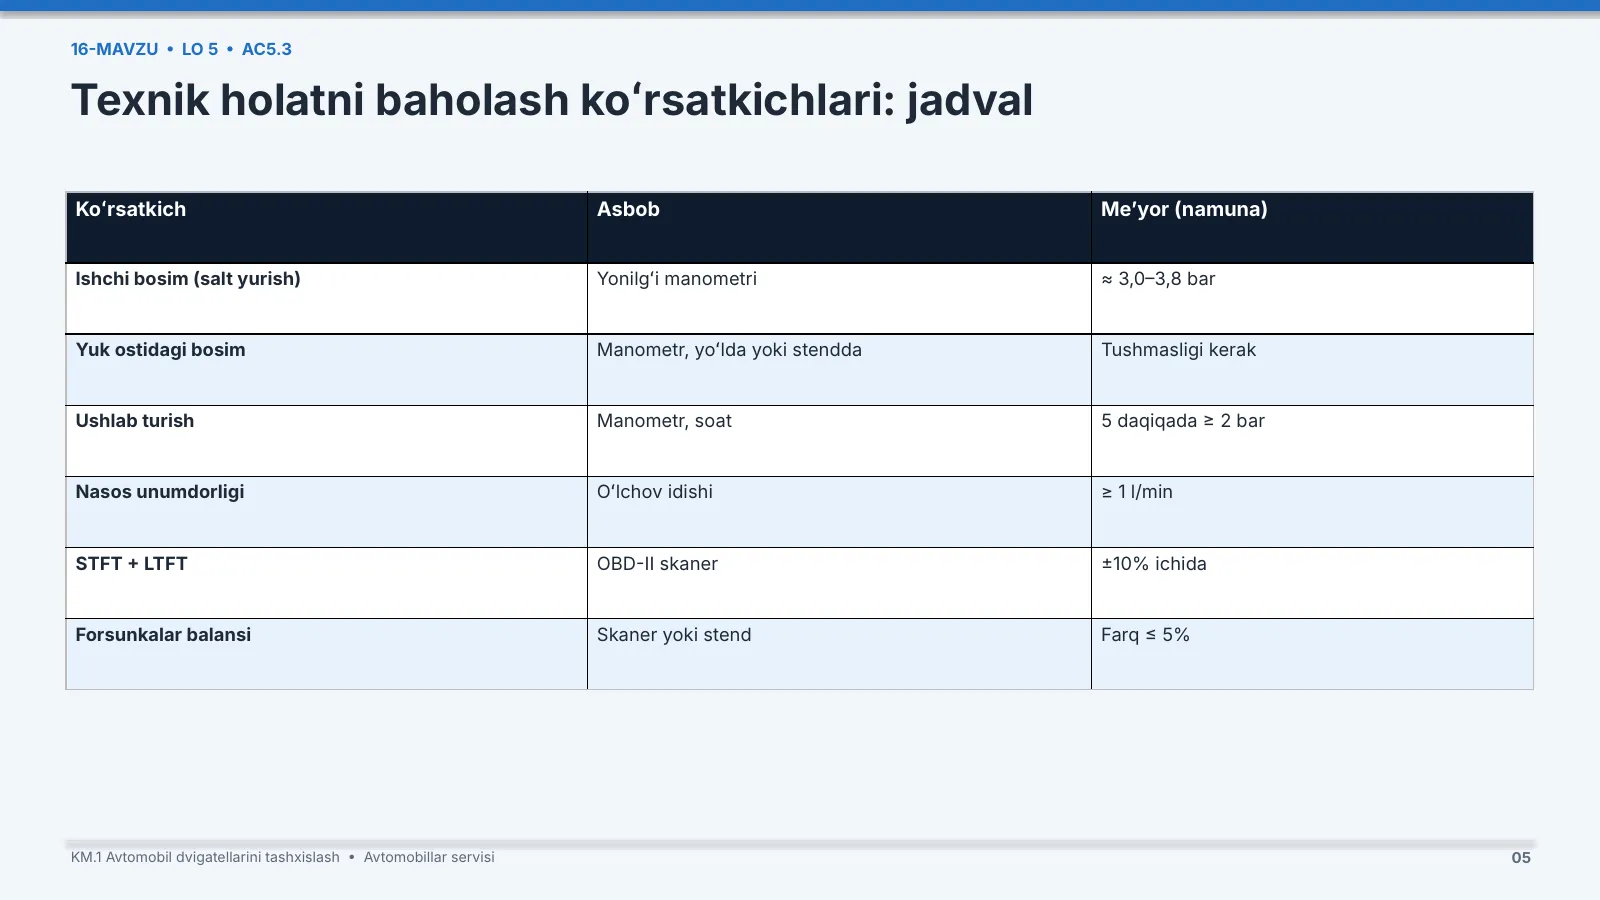 16-MAVZU • LO 5 • AC5.3
Texnik holatni baholash koʻrsatkichlari: jadval
Koʻrsatkich Asbob Meʼyor (namuna)
Ishchi bosim (salt yurish) Yonilgʻi manometri ≈ 3,0–3,8 bar
Yuk ostidagi bosim Manometr, yoʻlda yoki stendda Tushmasligi kerak
Ushlab turish Manometr, soat 5 daqiqada ≥ 2 bar
Nasos unumdorligi Oʻlchov idishi ≥ 1 l/min
STFT + LTFT OBD-II skaner ±10% ichida
Forsunkalar balansi Skaner yoki stend Farq ≤ 5%
KM.1 Avtomobil dvigatellarini tashxislash • Avtomobillar servisi 05